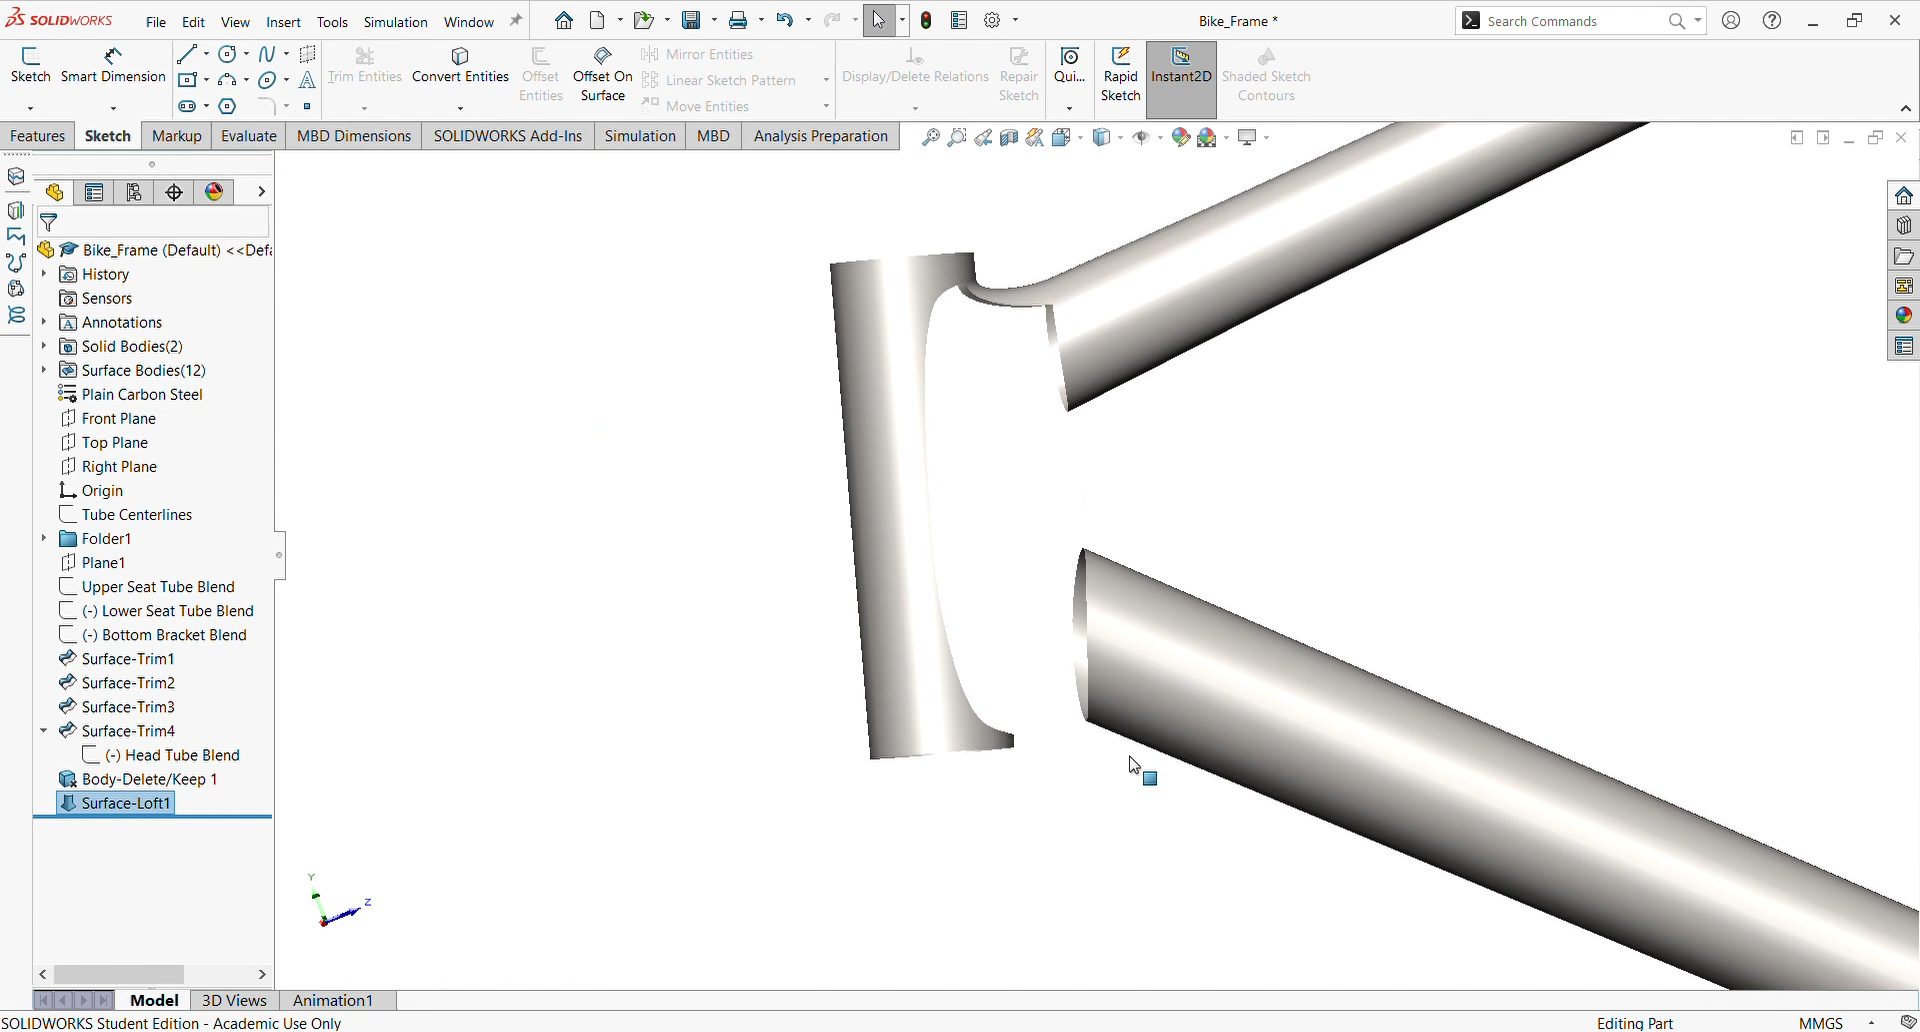 SOLIDWORKS File Edit View Insert Tools Simulation Window Bike_Frame * Search Commands
Sketch Smart Dimension Trim Entities Convert Entities Offset Entities Offset On Surface Mirror Entities Linear Sketch Pattern Move Entities Display/Delete Relations Repair Sketch Qui... Rapid Sketch Instant2D Shaded Sketch Contours
Features Sketch Markup Evaluate MBD Dimensions SOLIDWORKS Add-Ins Simulation MBD Analysis Preparation
Bike_Frame (Default) <<Defa
History
Sensors
Annotations
Solid Bodies(2)
Surface Bodies(12)
Plain Carbon Steel
Front Plane
Top Plane
Right Plane
Origin
Tube Centerlines
Folder1
Plane1
Upper Seat Tube Blend
(-) Lower Seat Tube Blend
(-) Bottom Bracket Blend
Surface-Trim1
Surface-Trim2
Surface-Trim3
Surface-Trim4
(-) Head Tube Blend
Body-Delete/Keep 1
Surface-Loft1
Y
Z
Model 3D Views Animation1
SOLIDWORKS Student Edition - Academic Use Only Editing Part MMGS